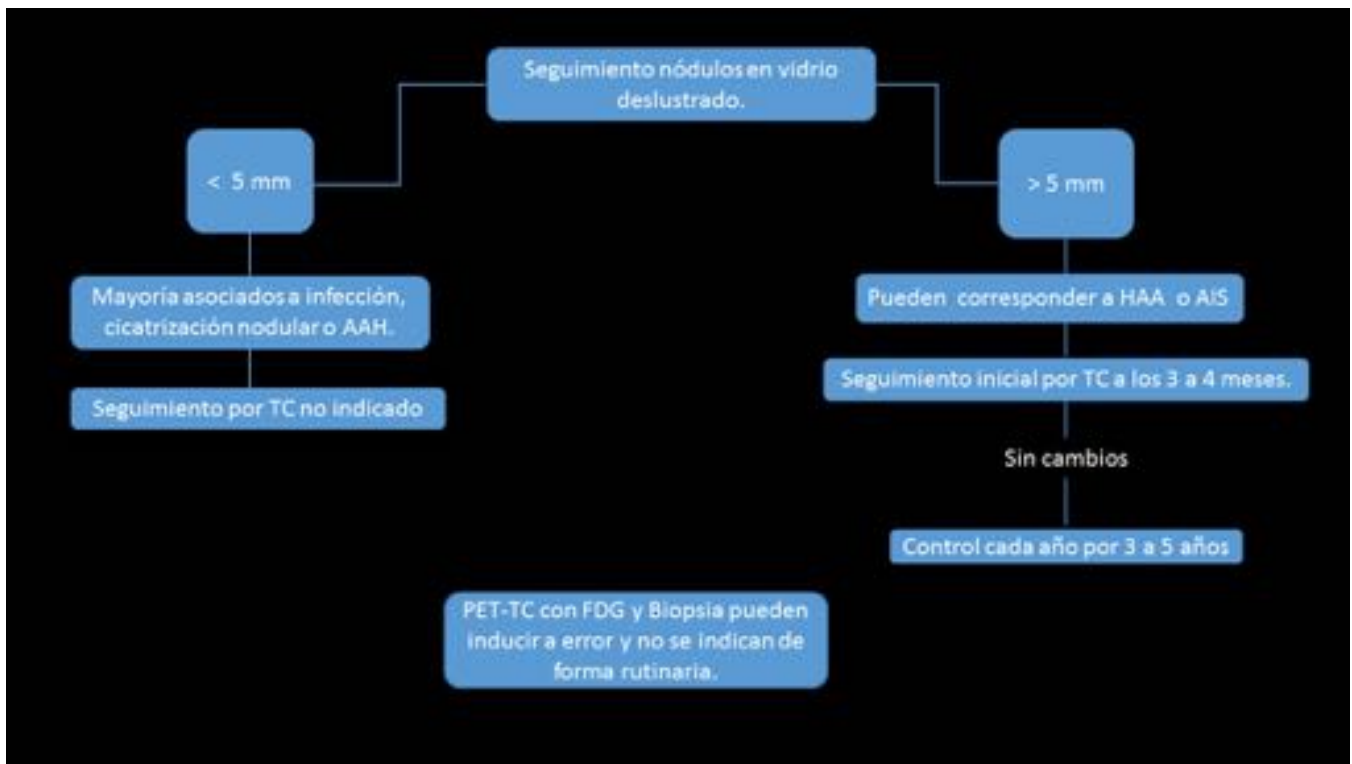 Seguimiento nódulos en vidrio
deslustrado.
< 5 mm
> 5 mm
Mayoría asociados a infección,
cicatrización nodular o AAH.
Pueden corresponder a HAA o AIS
Seguimiento por TC no indicado
Seguimiento inicial por TC a los 3 a 4 meses.
Sin cambios
Control cada año por 3 a 5 años
PET-TC con FDG y Biopsia pueden
inducir a error y no se indican de
forma rutinaria.